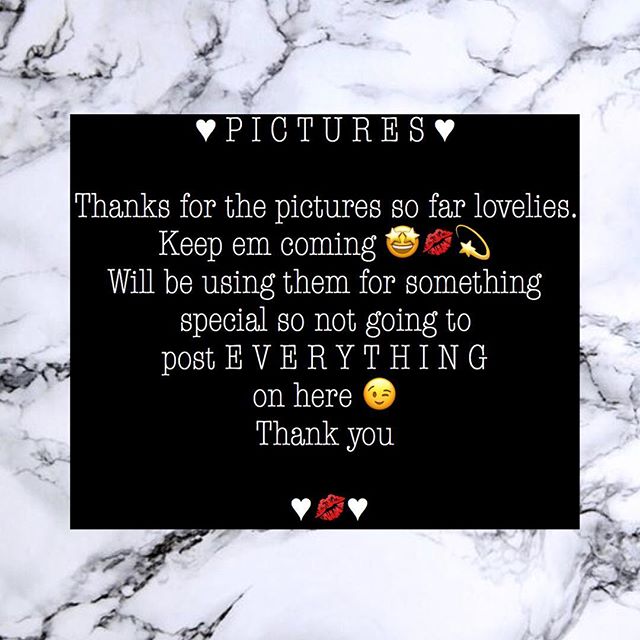 ♥ P I C T U R E S ♥
Thanks for the pictures so far lovelies.
Keep em coming 🤩💋💫
Will be using them for something
special so not going to
post E V E R Y T H I N G
on here 😉
Thank you
♥💋♥